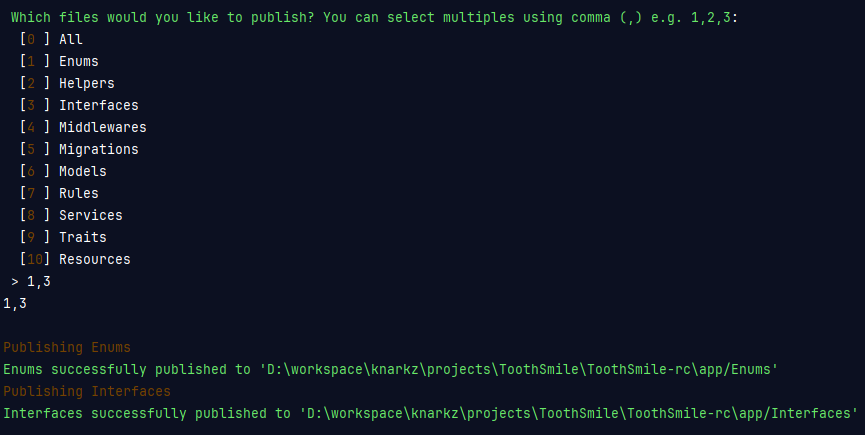 Which files would you like to publish? You can select multiples using comma (,) e.g. 1,2,3:
[0 ] All
[1 ] Enums
[2 ] Helpers
[3 ] Interfaces
[4 ] Middlewares
[5 ] Migrations
[6 ] Models
[7 ] Rules
[8 ] Services
[9 ] Traits
[10] Resources
> 1,3
1,3
Publishing Enums
Enums successfully published to 'D:\workspace\knarkz\projects\ToothSmile\ToothSmile-rc\app/Enums'
Publishing Interfaces
Interfaces successfully published to 'D:\workspace\knarkz\projects\ToothSmile\ToothSmile-rc\app/Interfaces'